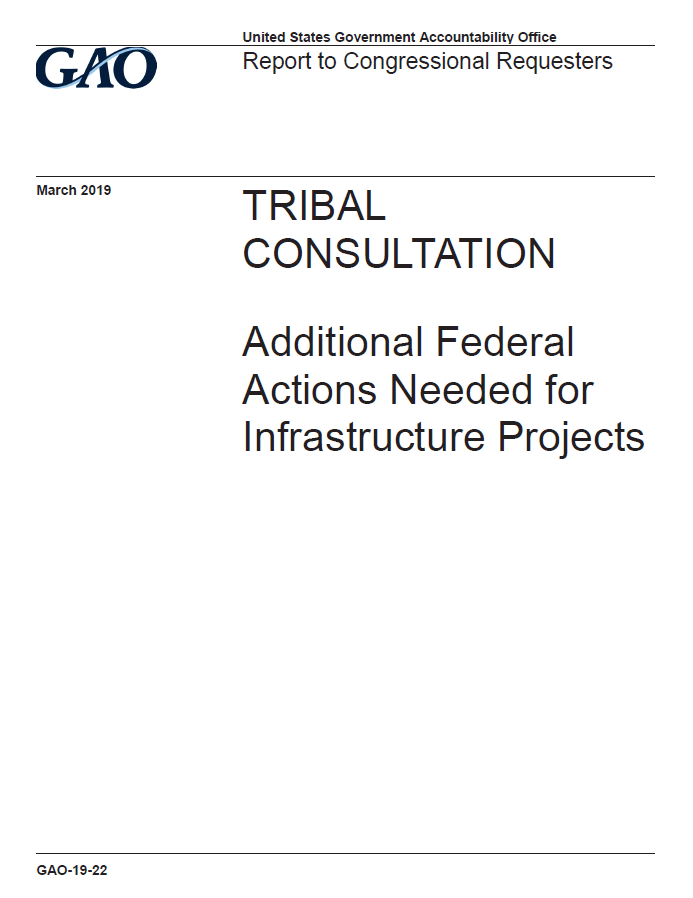 United States Government Accountability Office
GAO
Report to Congressional Requesters
March 2019
TRIBAL
CONSULTATION
Additional Federal
Actions Needed for
Infrastructure Projects
GAO-19-22